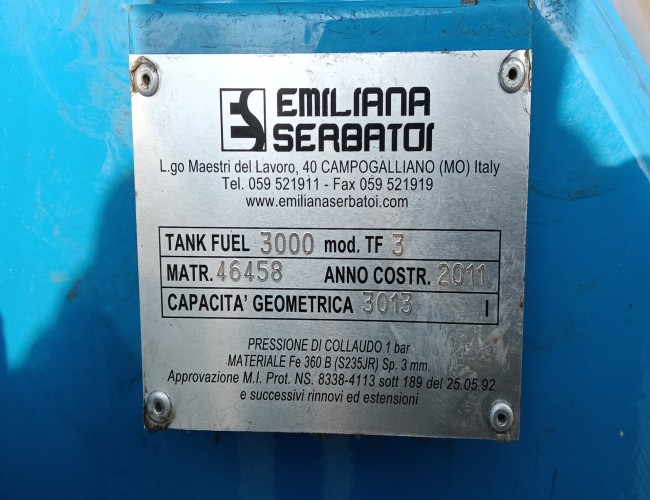 EMILIANA
SERBATOI
L.go Maestri del Lavoro, 40 CAMPOGALLIANO (MO) Italy
Tel. 059 521911 - Fax 059 521919
www.emilianaserbatoi.com
TANK FUEL 3000 mod. TF 3
MATR. 46458 ANNO COSTR. 2011
CAPACITA' GEOMETRICA 3013 l
PRESSIONE DI COLLAUDO 1 bar
MATERIALE Fe 360 B (S235JR) Sp. 3 mm.
Approvazione M.I. Prot. NS. 8338-4113 sott 189 del 25.05.92
e successivi rinnovi ed estensioni